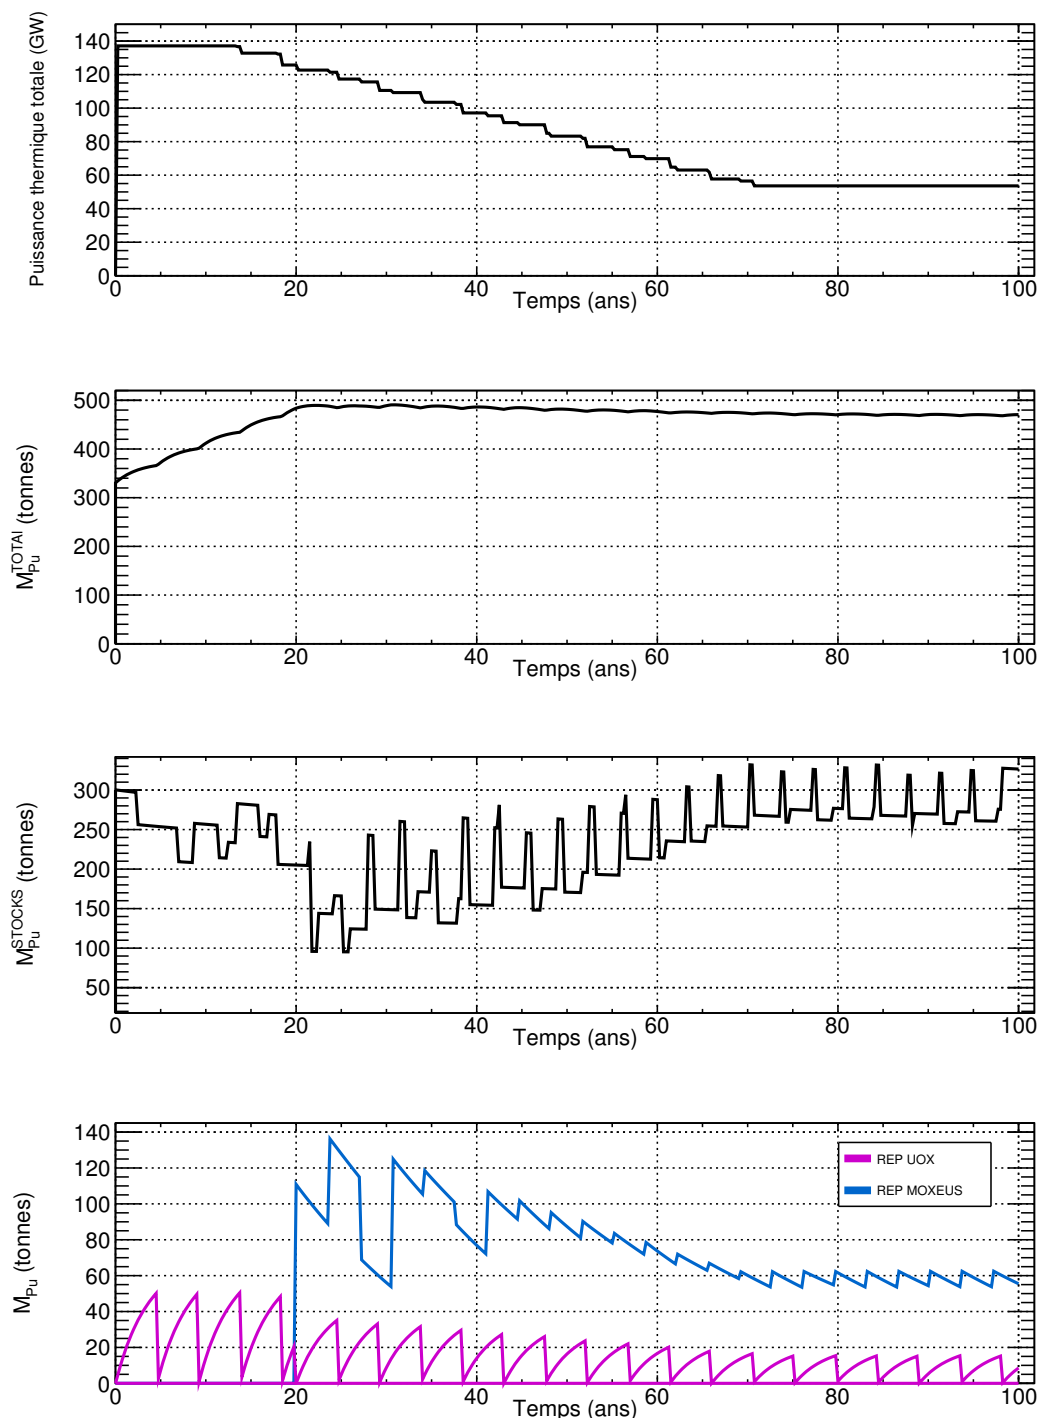 Puissance thermique totale (GW)
140
120
100
80
60
40
20
0
0 20 40 60 80 100
Temps (ans)
M_Pu^TOTAl (tonnes)
500
400
300
200
100
0
0 20 40 60 80 100
Temps (ans)
M_Pu^STOCKS (tonnes)
300
250
200
150
100
50
0 20 40 60 80 100
Temps (ans)
M_Pu (tonnes)
140
120
100
80
60
40
20
0
REP UOX
REP MOXEUS
0 20 40 60 80 100
Temps (ans)